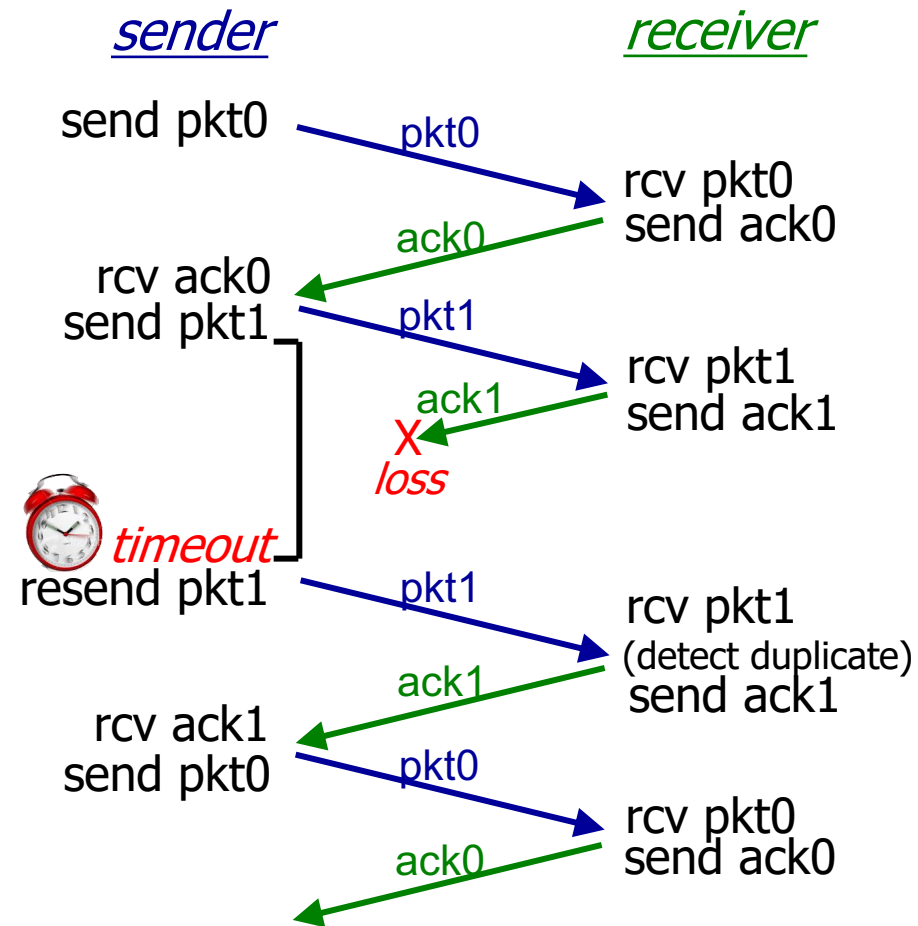 sender
receiver
send pkt0
pkt0
rcv pkt0
send ack0
ack0
rcv ack0
send pkt1
pkt1
rcv pkt1
send ack1
ack1
X
loss
timeout
resend pkt1
pkt1
rcv pkt1
(detect duplicate)
send ack1
ack1
rcv ack1
send pkt0
pkt0
rcv pkt0
send ack0
ack0